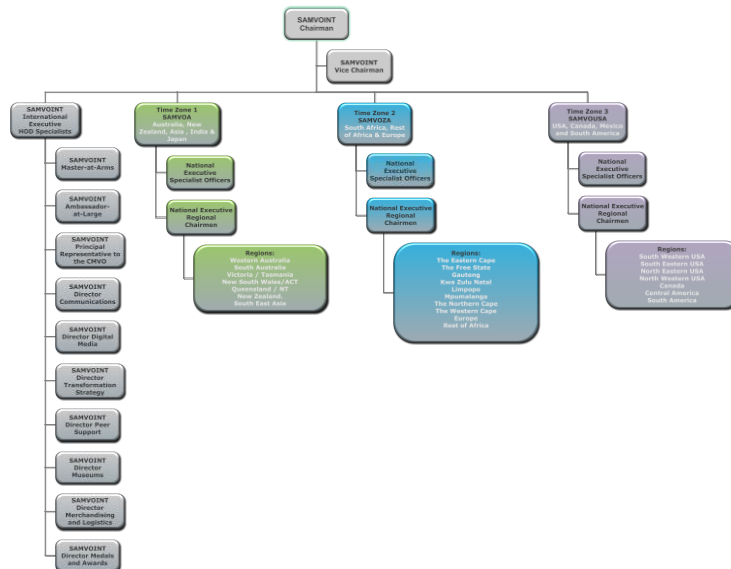 SAMVOINT
Chairman
SAMVOINT
Vice Chairman
SAMVOINT
International
Executive
HOD Specialists
SAMVOINT
Master-at-Arms
SAMVOINT
Ambassador-
at-Large
SAMVOINT
Principal
Representative to
the CMVO
SAMVOINT
Director
Communications
SAMVOINT
Director Digital
Media
SAMVOINT
Director
Transformation
Strategy
SAMVOINT
Director Peer
Support
SAMVOINT
Director
Museums
SAMVOINT
Director
Merchandising
and Logistics
SAMVOINT
Director Medals
and Awards
Time Zone 1
SAMVOA
Australia, New
Zealand, Asia , India &
Japan
National
Executive
Specialist Officers
National Executive
Regional
Chairmen
Regions:
Western Australia
South Australia
Victoria / Tasmania
New South Wales/ACT
Queensland / NT
New Zealand.
South East Asia
Time Zone 2
SAMVOZA
South Africa, Rest
of Africa & Europe
National
Executive
Specialist Officers
National Executive
Regional
Chairmen
Regions:
The Eastern Cape
The Free State
Gauteng
Kwa Zulu Natal
Limpopo
Mpumalanga
The Northern Cape
The Western Cape
Europe
Rest of Africa
Time Zone 3
SAMVOUSA
USA, Canada, Mexico
and South America
National
Executive
Specialist Officers
National Executive
Regional
Chairmen
Regions:
South Western USA
South Eastern USA
North Eastern USA
North Western USA
Canada
Central America
South America